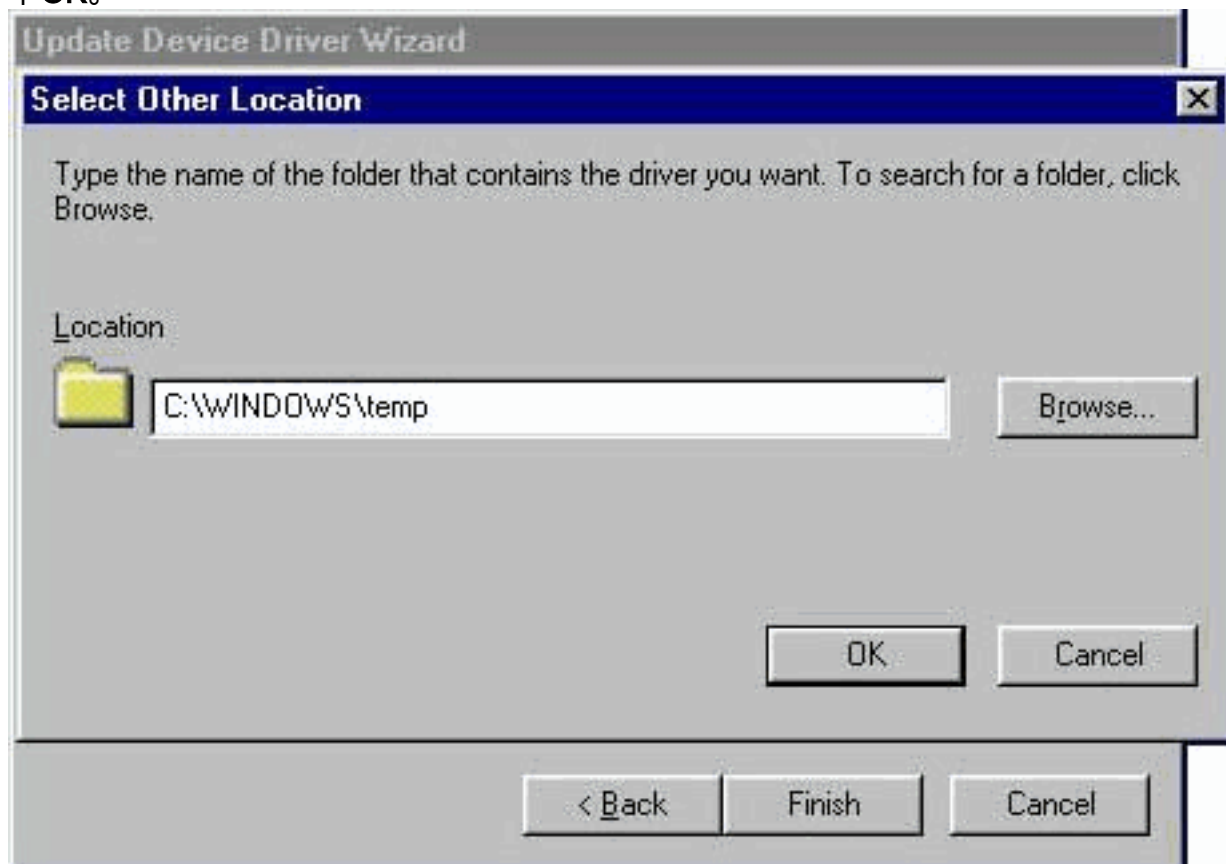 OK。
Update Device Driver Wizard
Select Other Location
Type the name of the folder that contains the driver you want. To search for a folder, click
Browse.
Location
C:\WINDOWS\temp
Browse...
OK
Cancel
< Back
Finish
Cancel